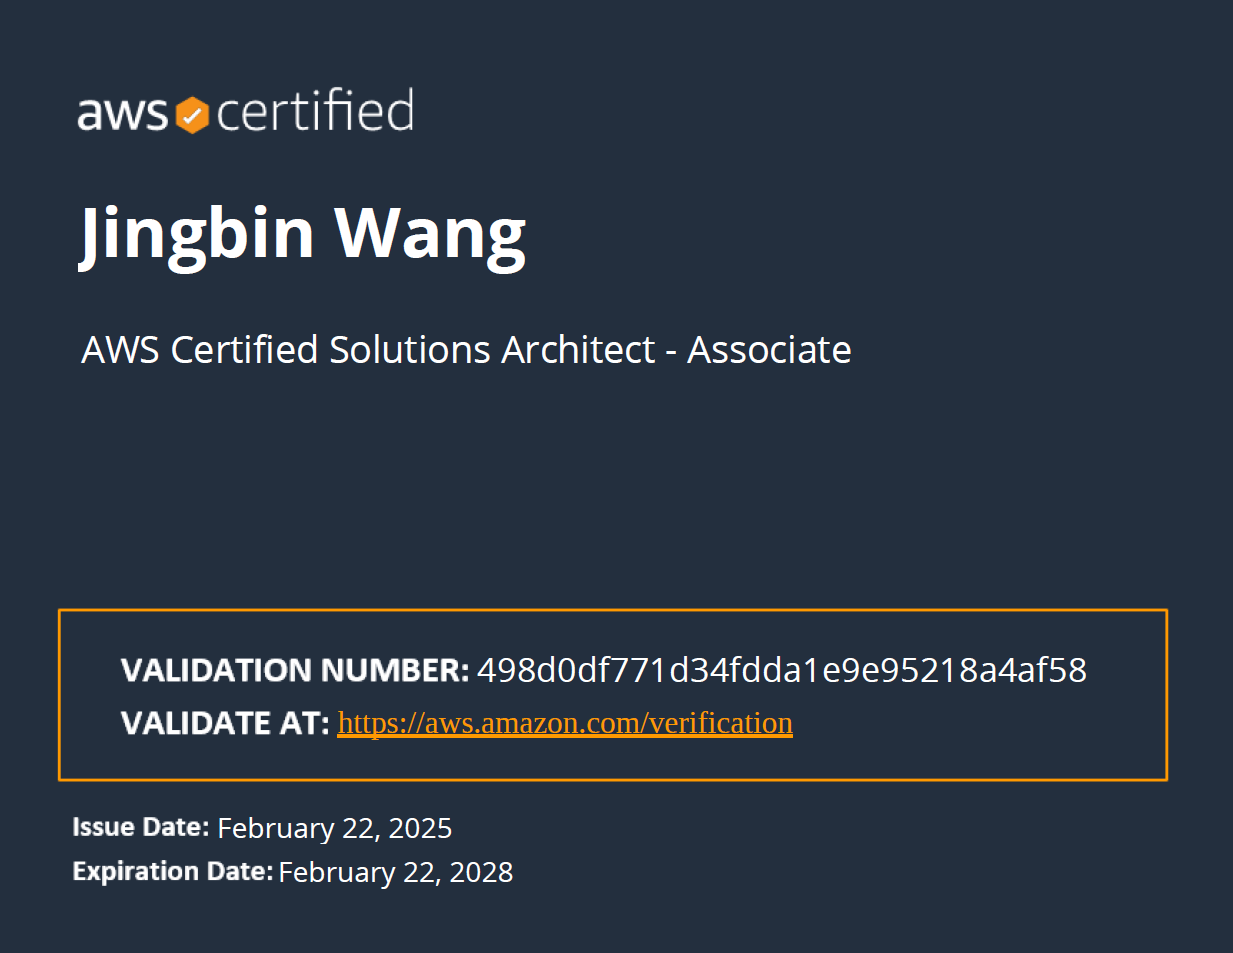 aws certified
Jingbin Wang
AWS Certified Solutions Architect - Associate
VALIDATION NUMBER: 498d0df771d34fdda1e9e95218a4af58
VALIDATE AT: https://aws.amazon.com/verification
Issue Date: February 22, 2025
Expiration Date: February 22, 2028